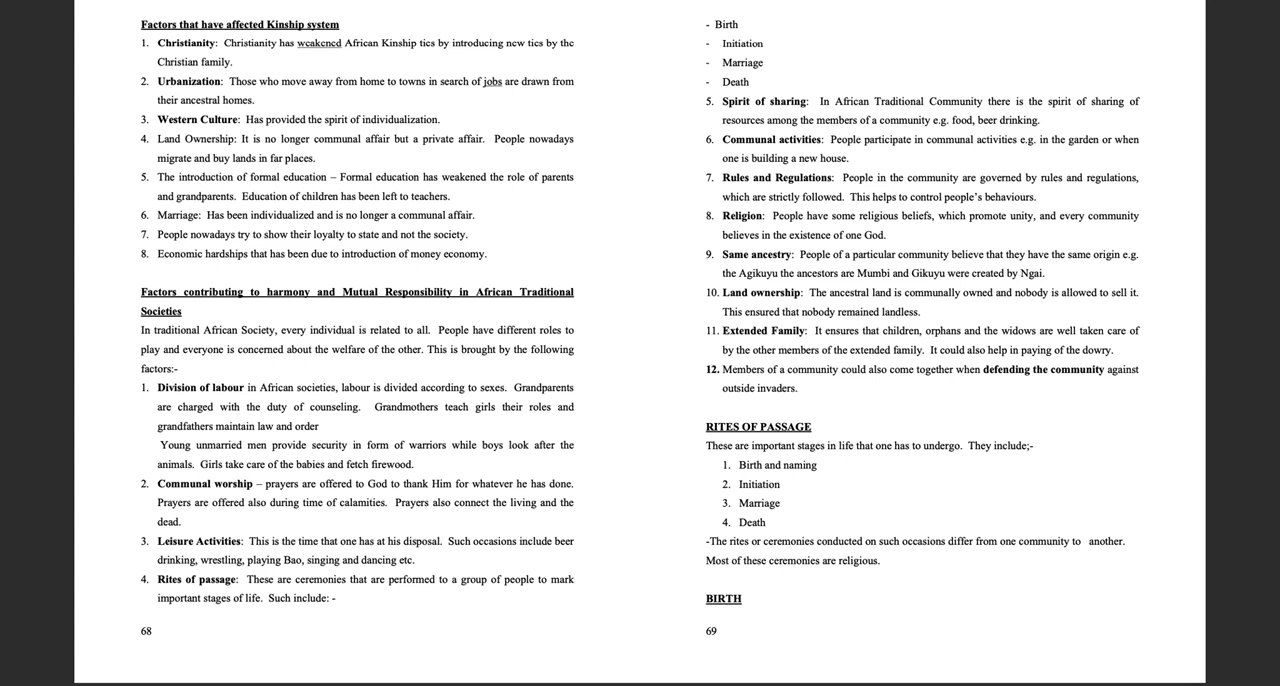 Factors that have affected Kinship system
1. Christianity: Christianity has weakened African Kinship ties by introducing new ties by the
Christian family.
2. Urbanization: Those who move away from home to towns in search of jobs are drawn from
their ancestral homes.
3. Western Culture: Has provided the spirit of individualization.
4. Land Ownership: It is no longer communal affair but a private affair. People nowadays
migrate and buy lands in far places.
5. The introduction of formal education – Formal education has weakened the role of parents
and grandparents. Education of children has been left to teachers.
6. Marriage: Has been individualized and is no longer a communal affair.
7. People nowadays try to show their loyalty to state and not the society.
8. Economic hardships that has been due to introduction of money economy.
Factors contributing to harmony and Mutual Responsibility in African Traditional
Societies
In traditional African Society, every individual is related to all. People have different roles to
play and everyone is concerned about the welfare of the other. This is brought by the following
factors:-
1. Division of labour in African societies, labour is divided according to sexes. Grandparents
are charged with the duty of counseling. Grandmothers teach girls their roles and
grandfathers maintain law and order
Young unmarried men provide security in form of warriors while boys look after the
animals. Girls take care of the babies and fetch firewood.
2. Communal worship – prayers are offered to God to thank Him for whatever he has done.
Prayers are offered also during time of calamities. Prayers also connect the living and the
dead.
3. Leisure Activities: This is the time that one has at his disposal. Such occasions include beer
drinking, wrestling, playing Bao, singing and dancing etc.
4. Rites of passage: These are ceremonies that are performed to a group of people to mark
important stages of life. Such include: -
68
- Birth
- Initiation
- Marriage
- Death
5. Spirit of sharing: In African Traditional Community there is the spirit of sharing of
resources among the members of a community e.g. food, beer drinking.
6. Communal activities: People participate in communal activities e.g. in the garden or when
one is building a new house.
7. Rules and Regulations: People in the community are governed by rules and regulations,
which are strictly followed. This helps to control people's behaviours.
8. Religion: People have some religious beliefs, which promote unity, and every community
believes in the existence of one God.
9. Same ancestry: People of a particular community believe that they have the same origin e.g.
the Agikuyu the ancestors are Mumbi and Gikuyu were created by Ngai.
10. Land ownership: The ancestral land is communally owned and nobody is allowed to sell it.
This ensured that nobody remained landless.
11. Extended Family: It ensures that children, orphans and the widows are well taken care of
by the other members of the extended family. It could also help in paying of the dowry.
12. Members of a community could also come together when defending the community against
outside invaders.
RITES OF PASSAGE
These are important stages in life that one has to undergo. They include;-
1. Birth and naming
2. Initiation
3. Marriage
4. Death
-The rites or ceremonies conducted on such occasions differ from one community to another.
Most of these ceremonies are religious.
BIRTH
69